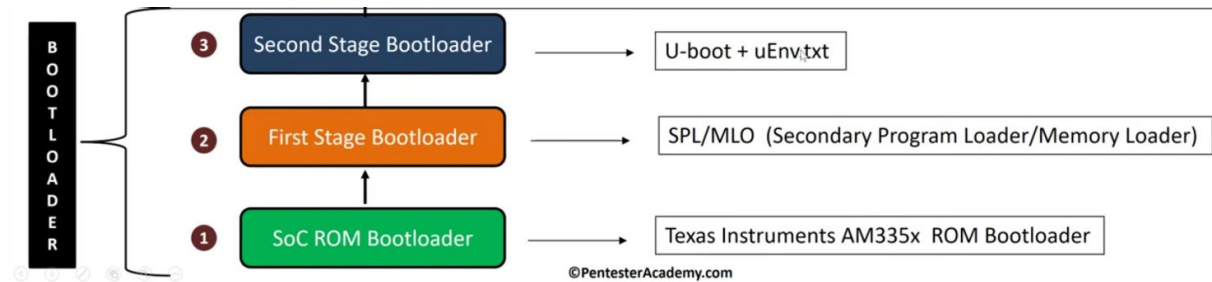 BOOTLOADER
3
Second Stage Bootloader
U-boot + uEnv.txt
2
First Stage Bootloader
SPL/MLO (Secondary Program Loader/Memory Loader)
1
SoC ROM Bootloader
Texas Instruments AM335x ROM Bootloader
©PentesterAcademy.com